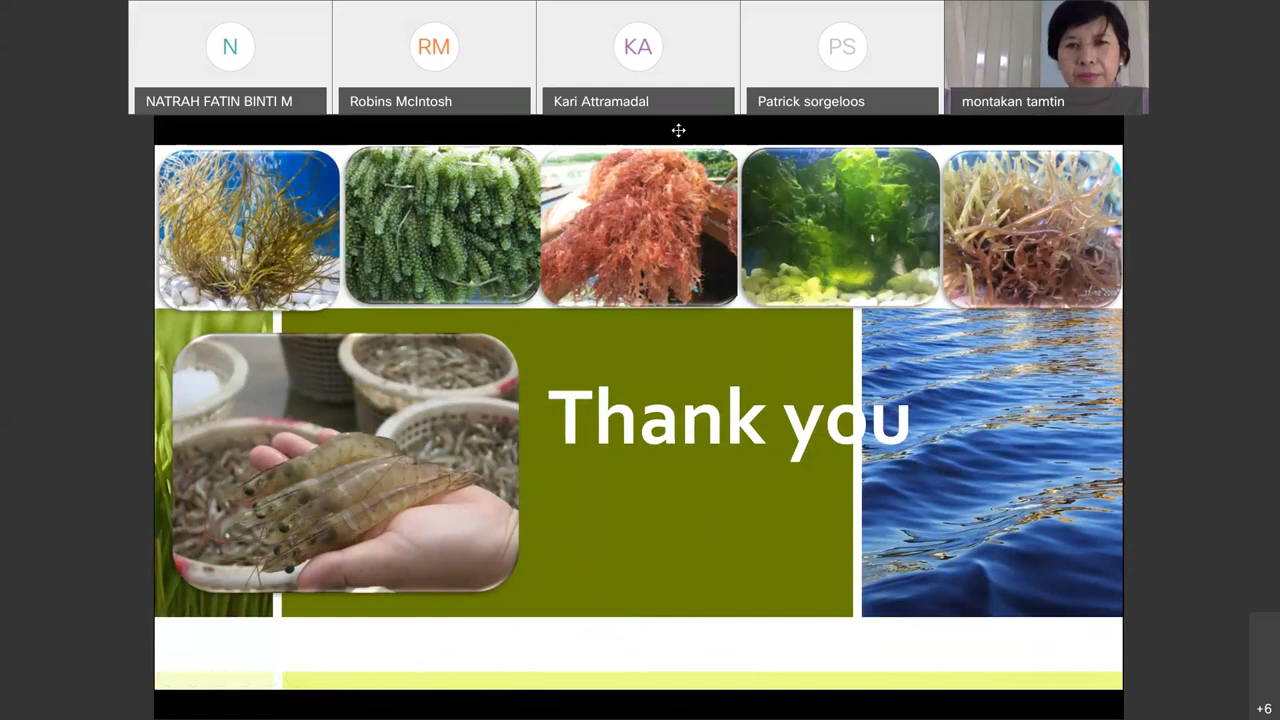 N
RM
KA
PS
NATRAH FATIN BINTI M
Robins McIntosh
Kari Attramadal
Patrick sorgeloos
montakan tamtin
Thank you
+6